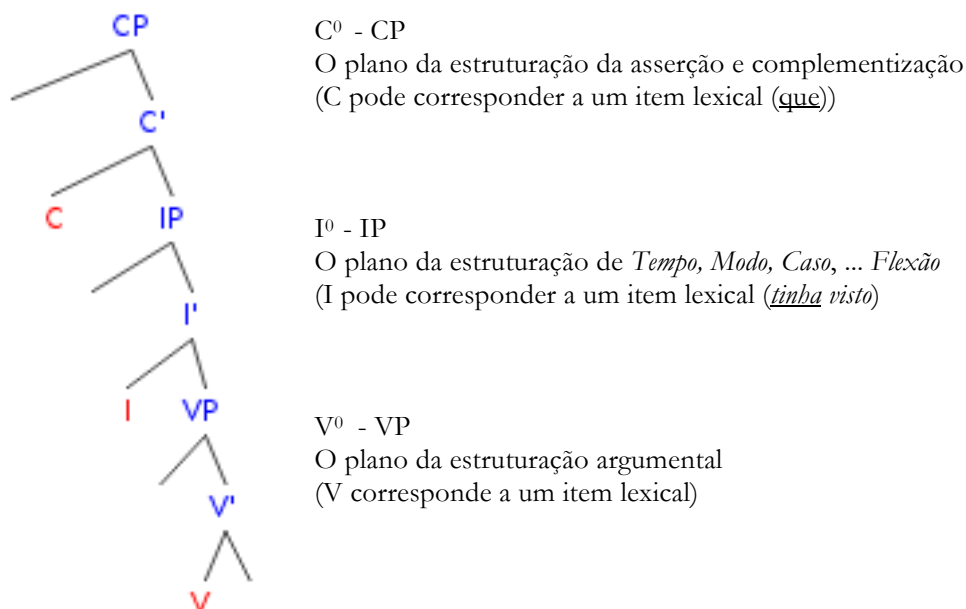 CP
C⁰ - CP
O plano da estruturação da asserção e complementização
(C pode corresponder a um item lexical (que))
C'
C
IP
I⁰ - IP
O plano da estruturação de Tempo, Modo, Caso, ... Flexão
(I pode corresponder a um item lexical (tinha visto)
I'
I
VP
V⁰ - VP
O plano da estruturação argumental
(V corresponde a um item lexical)
V'
V